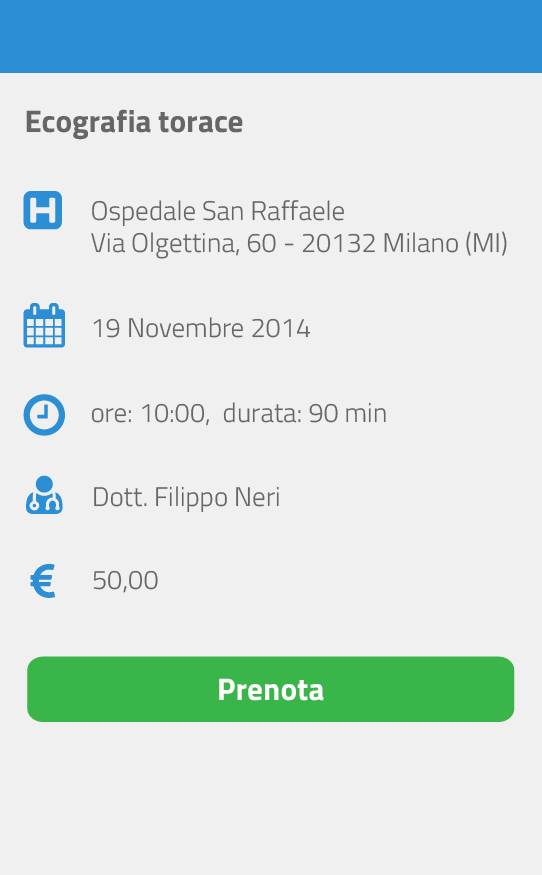 Ecografia torace
H
Ospedale San Raffaele
Via Olgettina, 60 - 20132 Milano (MI)
19 Novembre 2014
ore: 10:00,  durata: 90 min
Dott. Filippo Neri
€ 50,00
Prenota